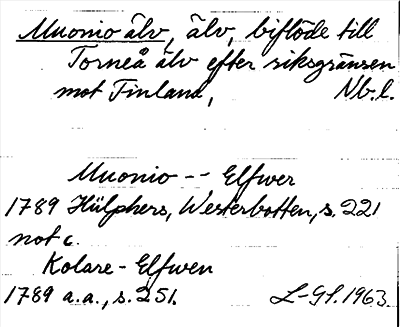 Muonio älv, älv, biflöde till
Torneå älv efter riksgränsen
mot Finland, Nb.l.
Muonio -- Elfwer
1789 Hülphers, Westerbotten, s. 221
not c.
Kolare - Elfwen
1789 a.a., s. 251. L-Gl. 1963.